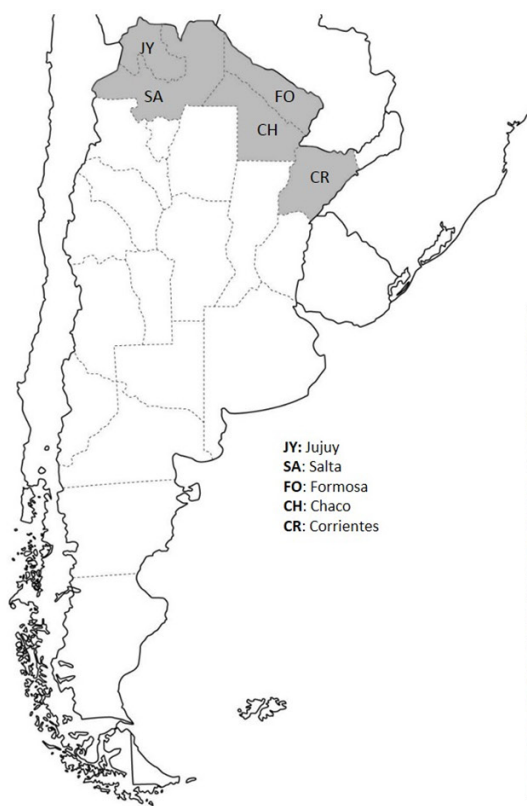 JY
SA
FO
CH
CR
JY: Jujuy
SA: Salta
FO: Formosa
CH: Chaco
CR: Corrientes